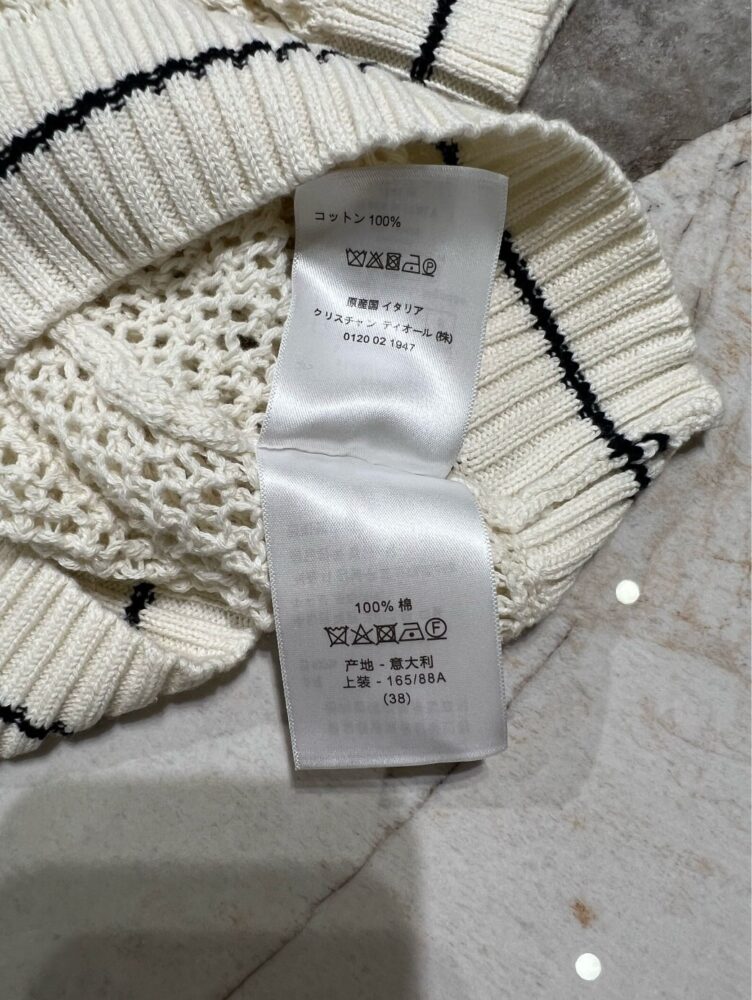 コットン 100%
原産国 イタリア
クリスチャン ディオール (株)
0120 02 1947
100% 棉
产地 - 意大利
上装 - 165/88A
(38)